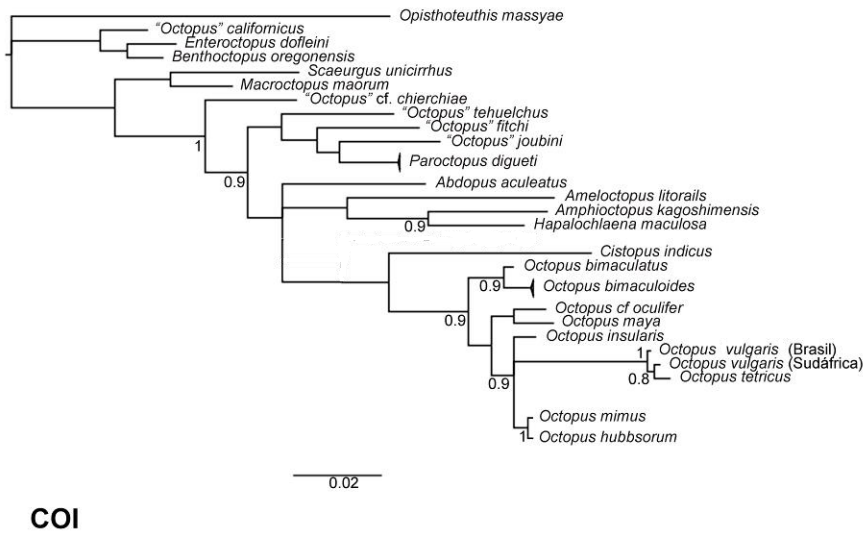 Opisthoteuthis massyae
“Octopus” californicus
Enteroctopus dofleini
Benthoctopus oregonensis
Scaeurgus unicirrhus
Macroctopus maorum
“Octopus” cf. chierchiae
1
“Octopus” tehuelchus
“Octopus” fitchi
“Octopus” joubini
Paroctopus digueti
0.9
Abdopus aculeatus
Ameloctopus litorails
Amphioctopus kagoshimensis
0.9
Hapalochlaena maculosa
Cistopus indicus
Octopus bimaculatus
0.9
Octopus bimaculoides
Octopus cf oculifer
0.9
Octopus maya
Octopus insularis
1
Octopus vulgaris (Brasil)
Octopus vulgaris (Sudáfrica)
0.8
Octopus tetricus
0.9
Octopus mimus
1
Octopus hubbsorum
0.02
COI